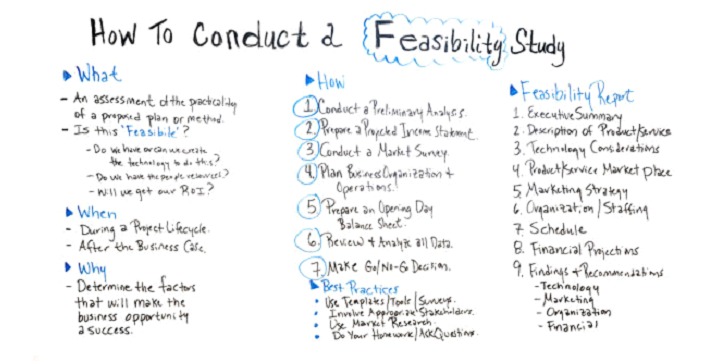 How To Conduct a Feasibility Study
What
- An assessment of the practicality
of a proposed plan or method.
- Is this 'Feasibile'?
- Do we have or can we create
the technology to do this?
- Do we have the people resources?
- Will we get our ROI?
When
- During a Project Lifecycle.
- After the Business Case.
Why
- Determine the factors
that will make the
business opportunity
a success.
How
1. Conduct a Preliminary Analysis.
2. Prepare a Projected Income Statement.
3. Conduct a Market Survey.
4. Plan Business Organization &
Operations.
5. Prepare an Opening Day
Balance Sheet.
6. Review & Analyze all Data
7. Make Go/No-Go Decision.
Best Practices
• Use Templates/Tools/Surveys.
• Involve Appropriate Stakeholders.
• Use Market Research.
• Do Your Homework/Ask Questions.
Feasibility Report
1. Executive Summary
2. Description of Product/Service
3. Technology Considerations
4. Product/Service Market place
5. Marketing Strategy
6. Organization/Staffing
7. Schedule
8. Financial Projections
9. Findings & Recommendations
- Technology
- Marketing
- Organization
- Financial